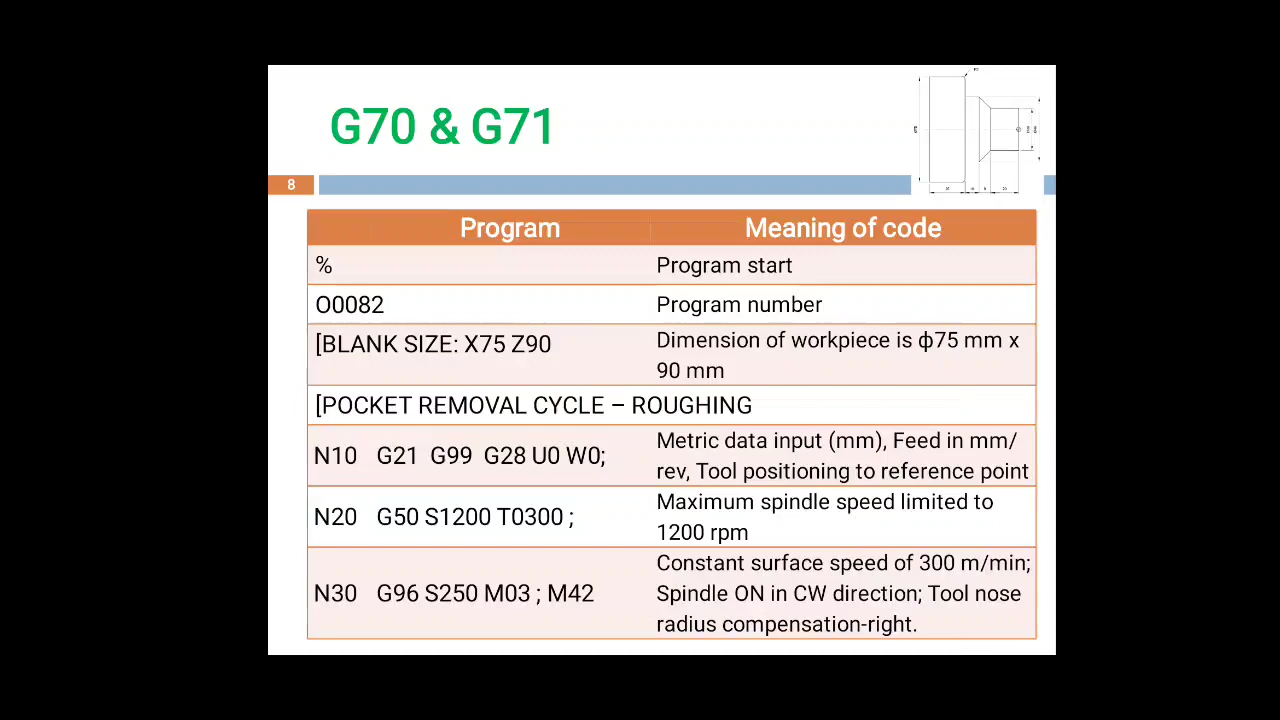 G70 & G71
8
Program Meaning of code
% Program start
O0082 Program number
[BLANK SIZE: X75 Z90 Dimension of workpiece is ф75 mm x
90 mm
[POCKET REMOVAL CYCLE – ROUGHING
N10 G21 G99 G28 U0 W0; Metric data input (mm), Feed in mm/
rev, Tool positioning to reference point
N20 G50 S1200 T0300 ; Maximum spindle speed limited to
1200 rpm
N30 G96 S250 M03 ; M42 Constant surface speed of 300 m/min;
Spindle ON in CW direction; Tool nose
radius compensation-right.